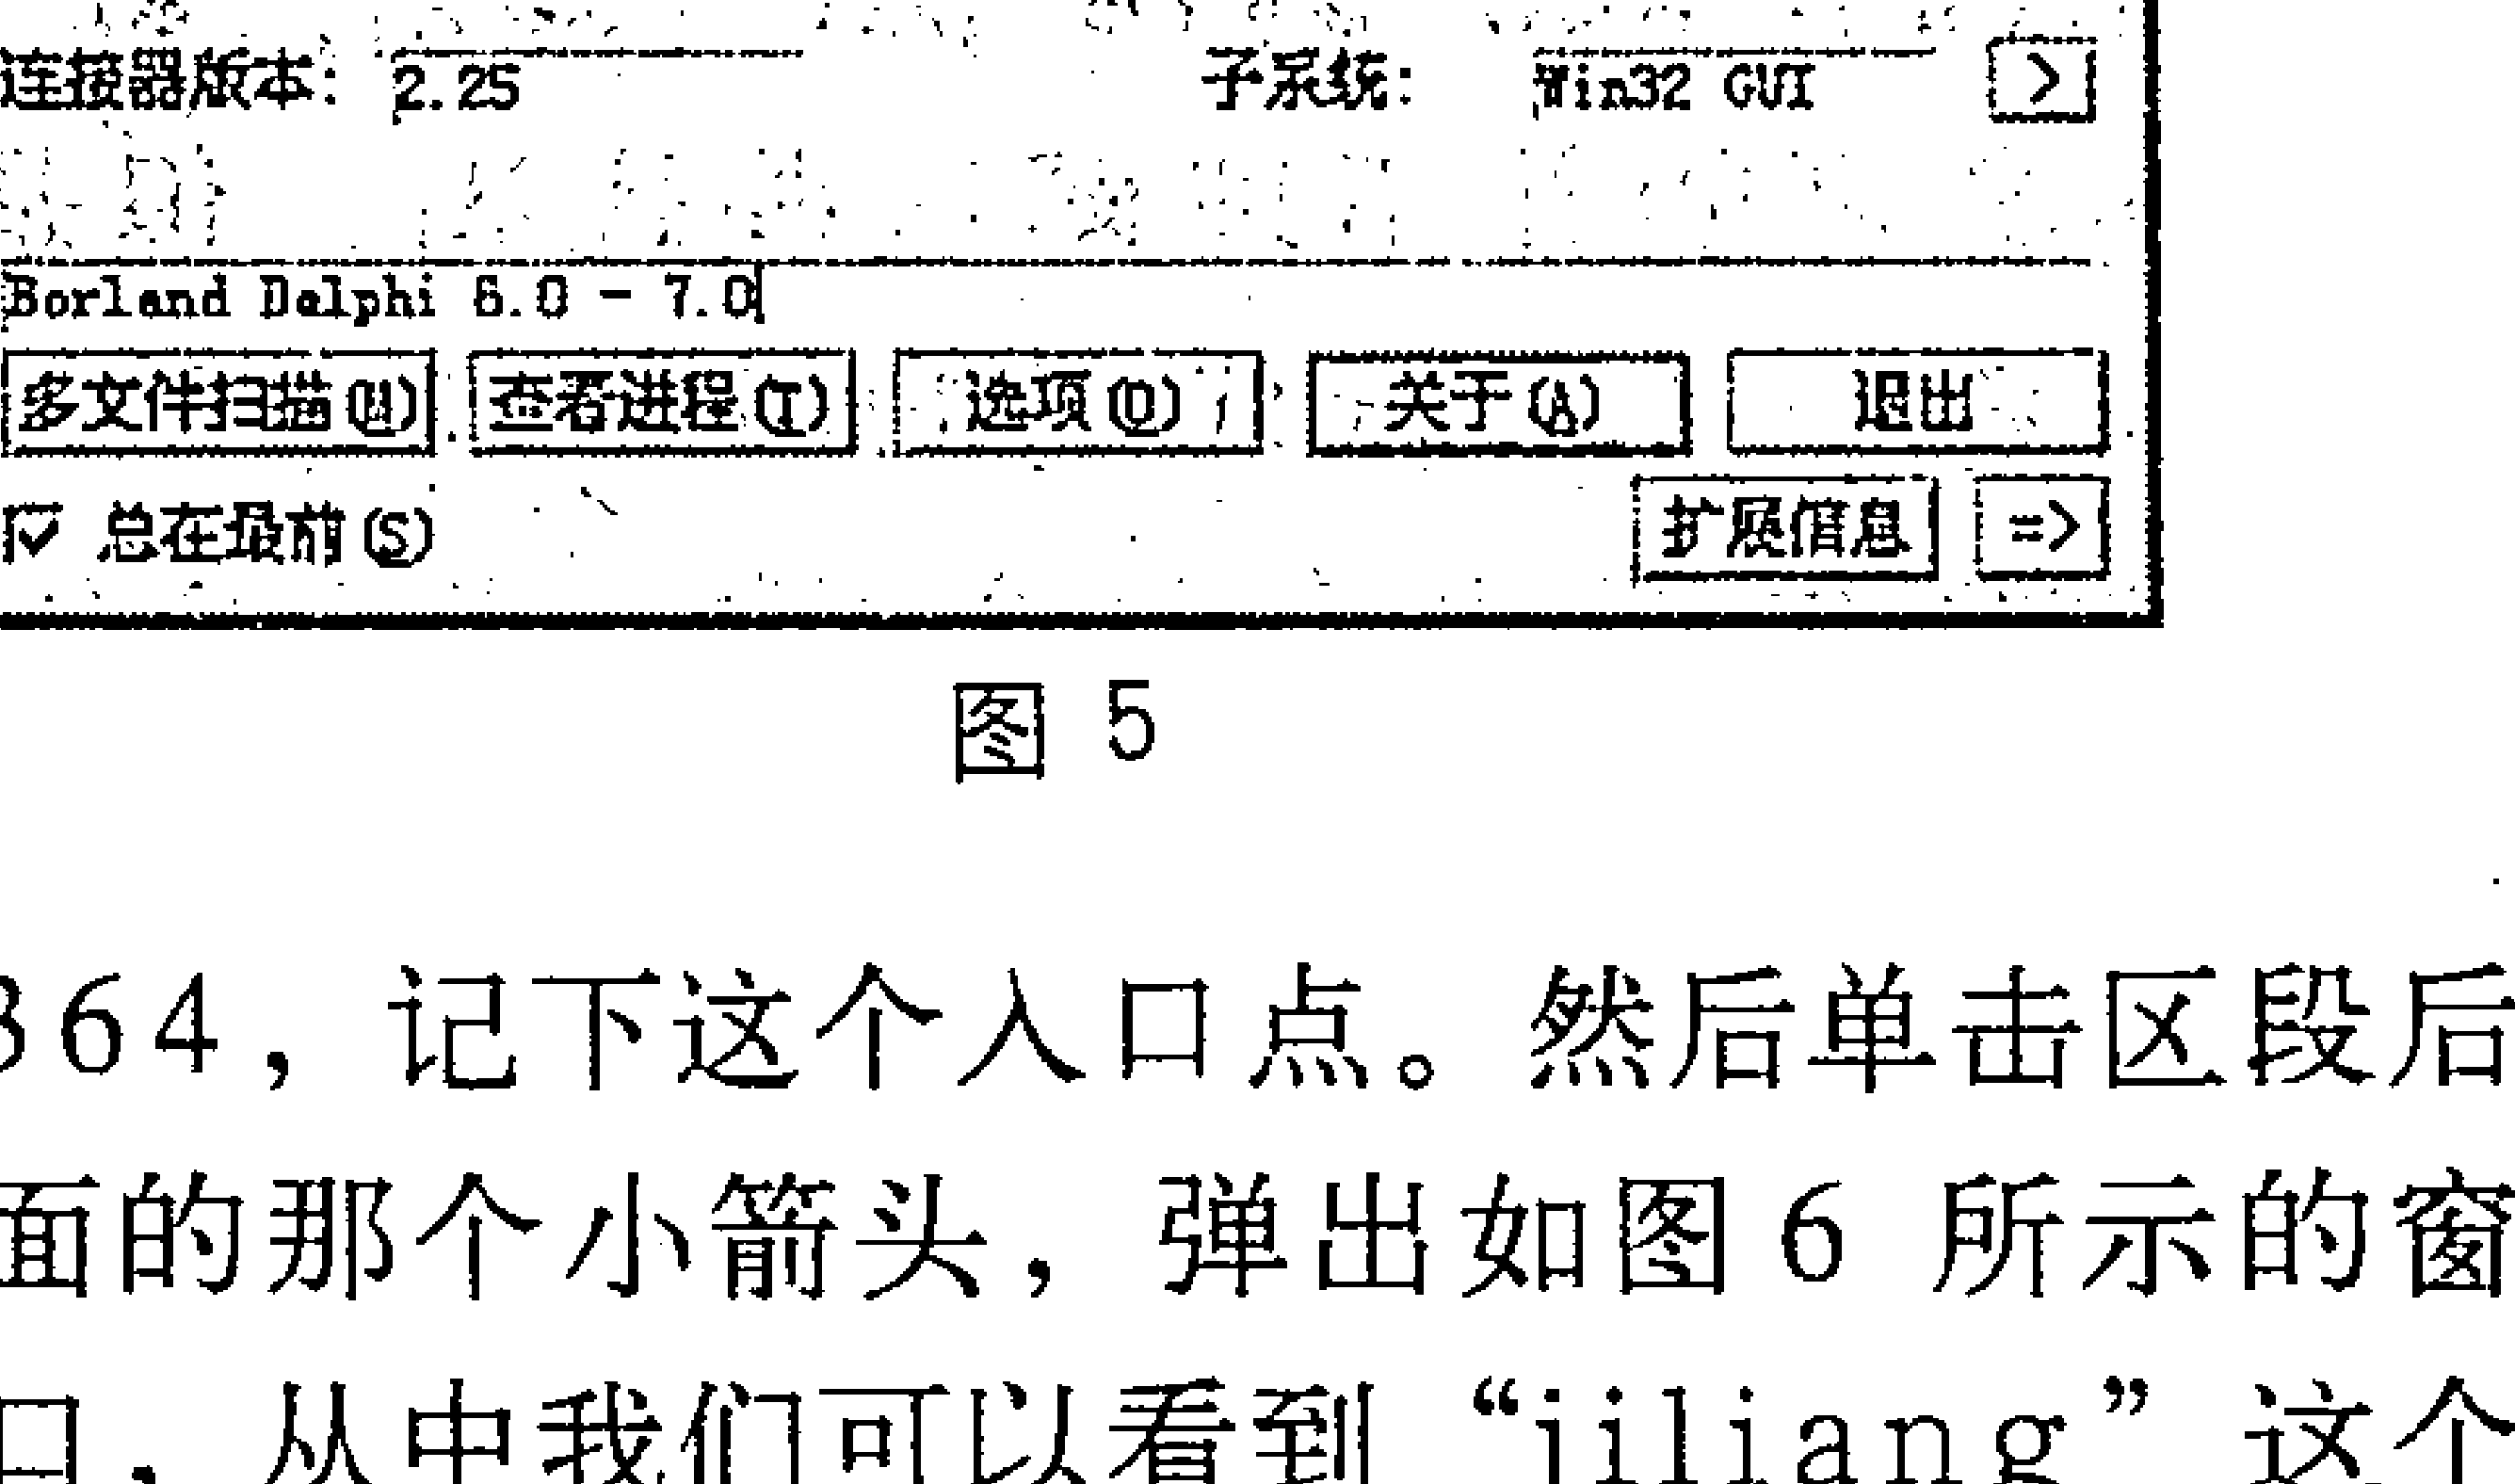 连接器版本: 2.25 子系统: Win32 GUI >
Borland Delphi 6.0 - 7.0
多文件扫描(M) 查看进程(T) 选项(O) 关于(A) 退出
总在最前(S) 扩展信息 =>
图 5
364，记下这个入口点。然后单击区段后
面的那个小箭头，弹出如图6所示的窗
口，从中我们可以看到“jiliang”这个